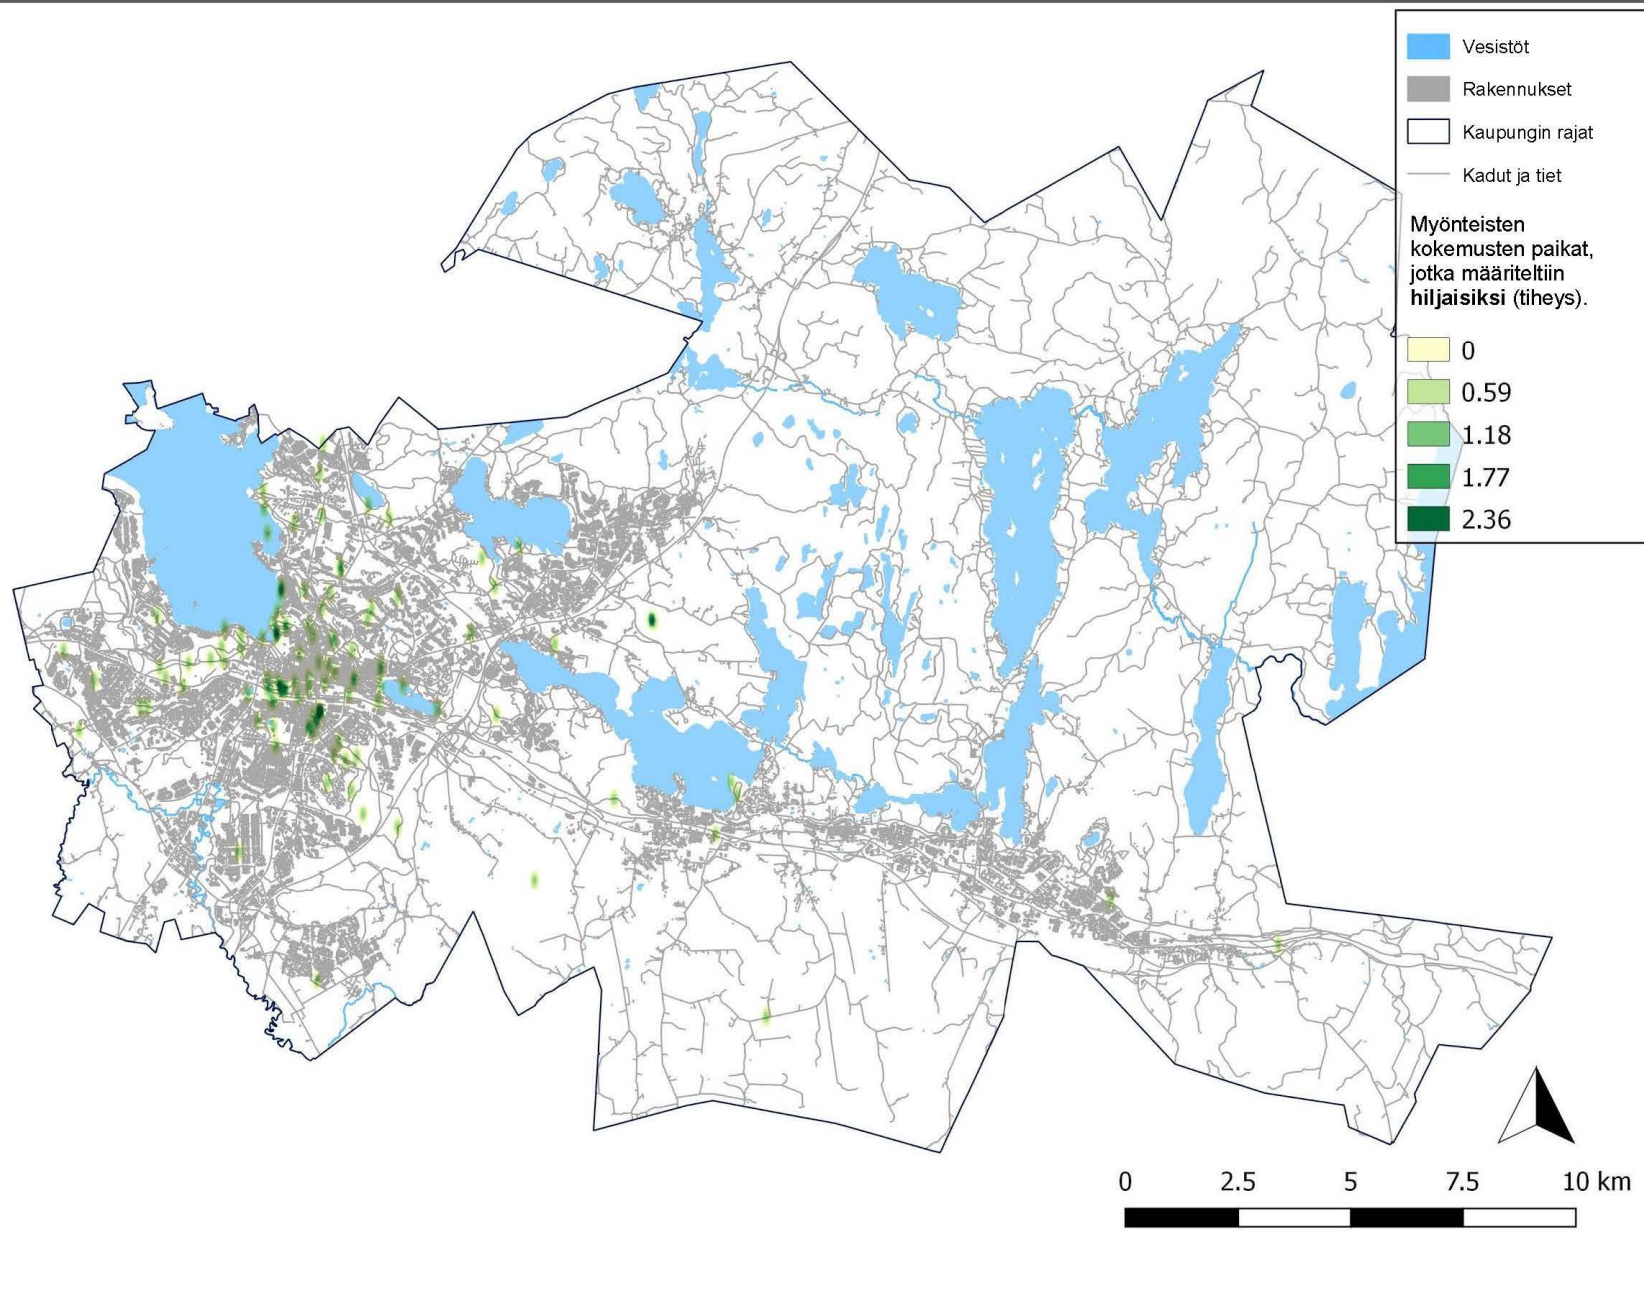 Vesistöt
Rakennukset
Kaupungin rajat
Kadut ja tiet
Myönteisten
kokemusten paikat,
jotka määriteltiin
hiljaisiksi (tiheys).
0
0.59
1.18
1.77
2.36
0 2.5 5 7.5 10 km